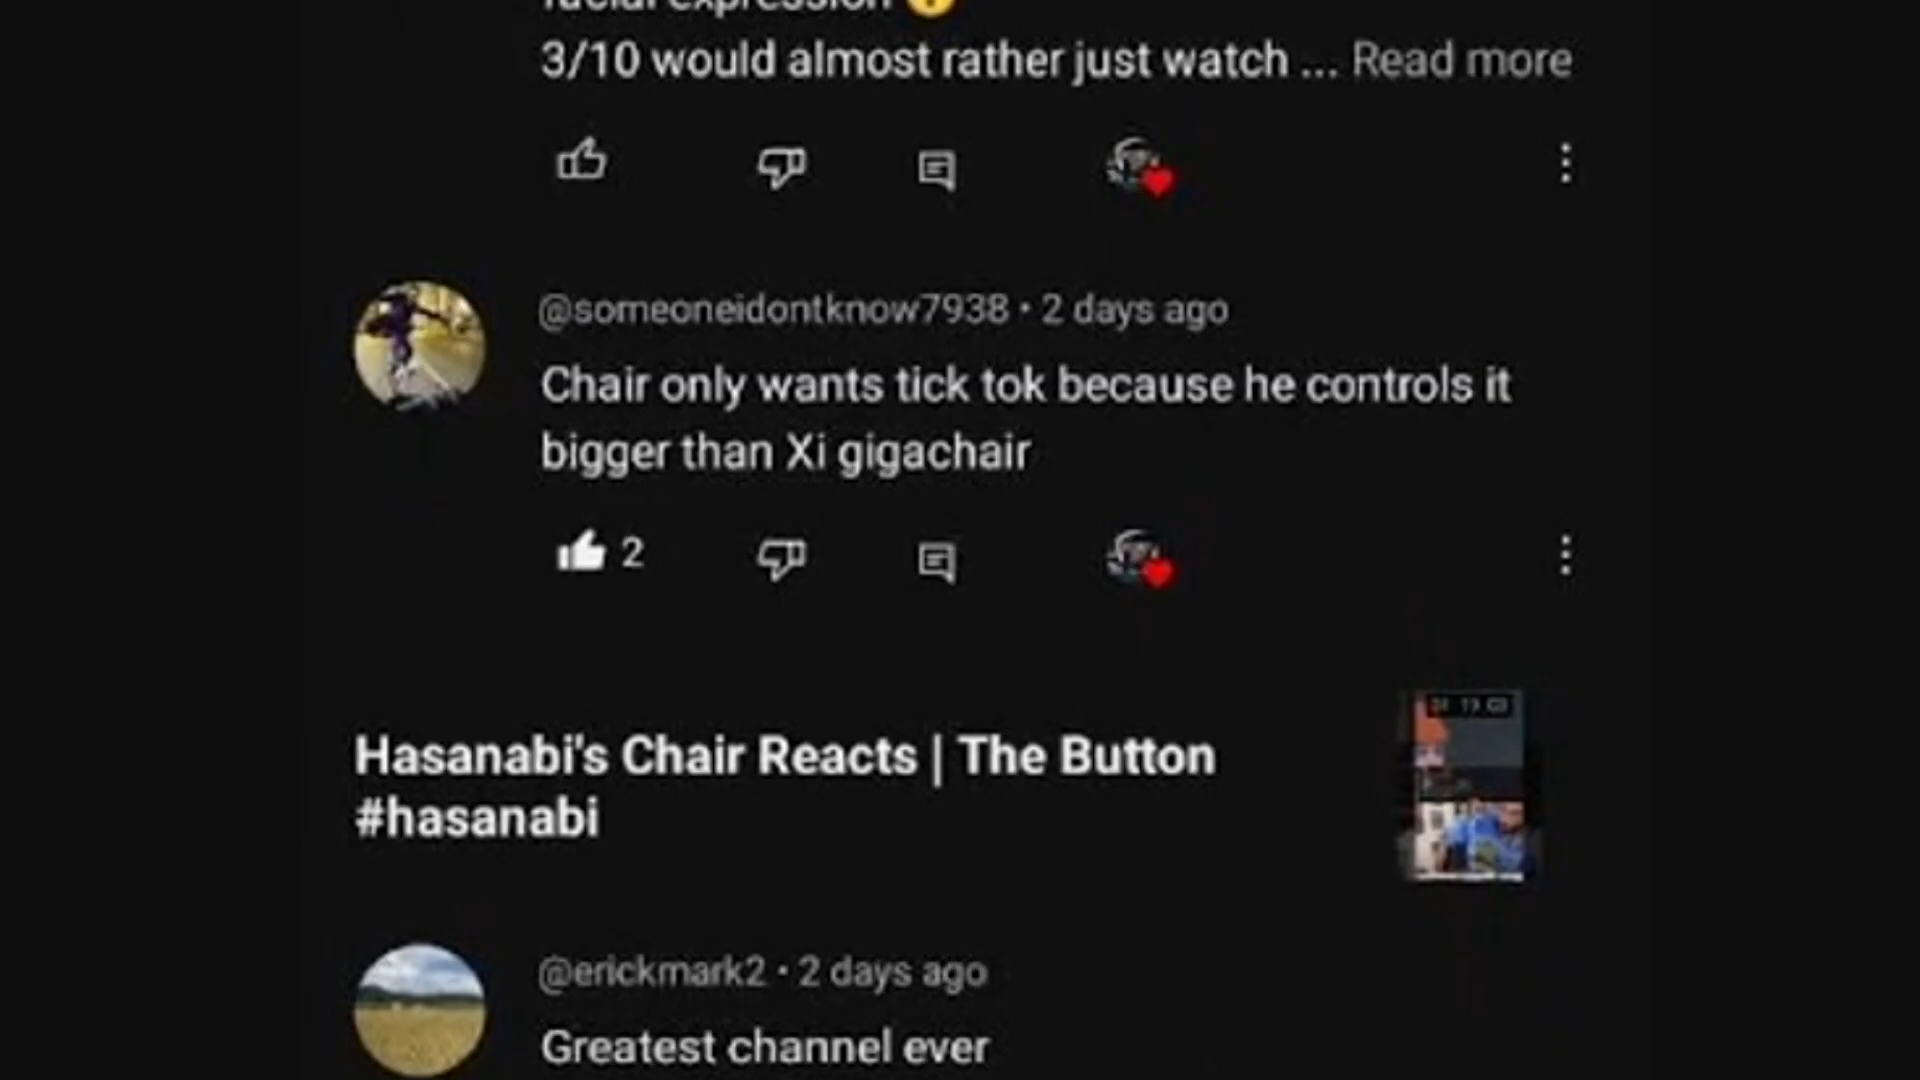 facial expression 😮
3/10 would almost rather just watch ... Read more
@someoneidontknow7938 • 2 days ago
Chair only wants tick tok because he controls it
bigger than Xi gigachair
2
Hasanabi's Chair Reacts | The Button
#hasanabi
@erickmark2 • 2 days ago
Greatest channel ever